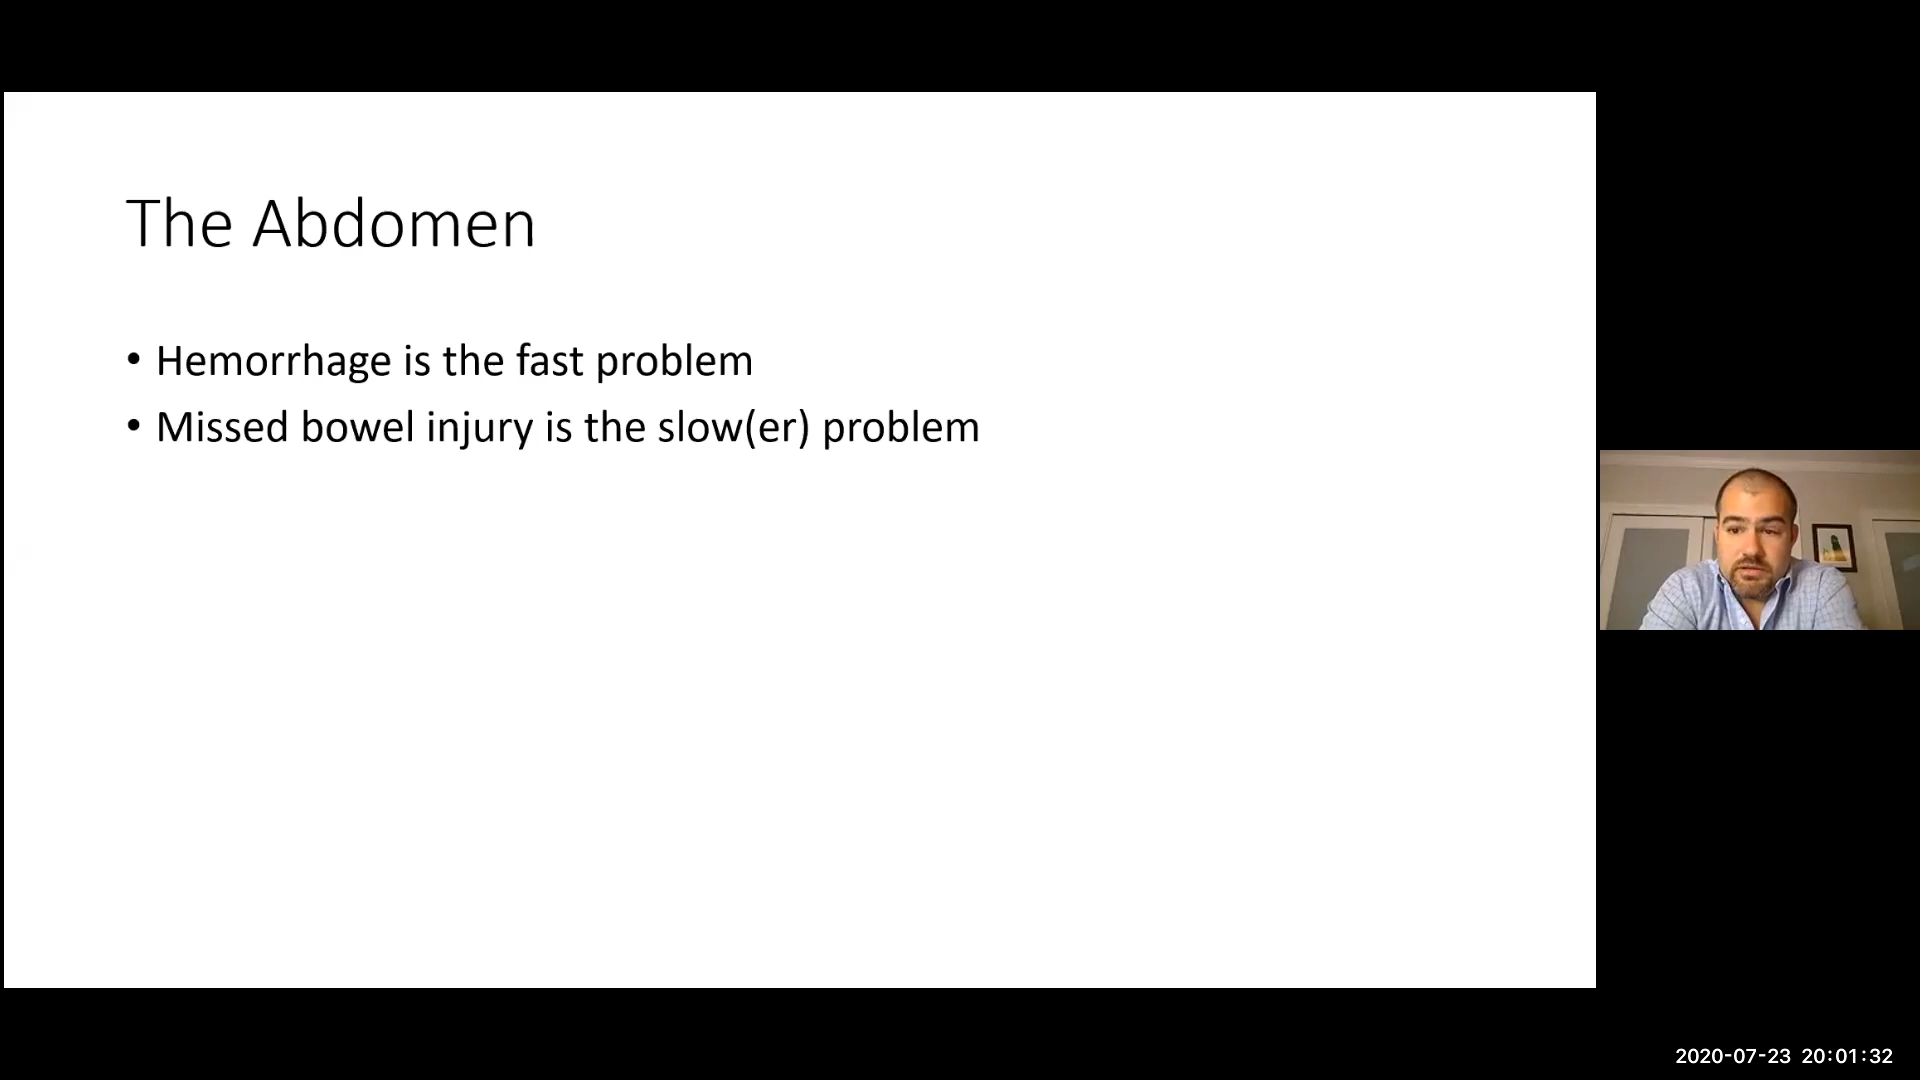 The Abdomen
• Hemorrhage is the fast problem
• Missed bowel injury is the slow(er) problem
2020-07-23 20:01:32